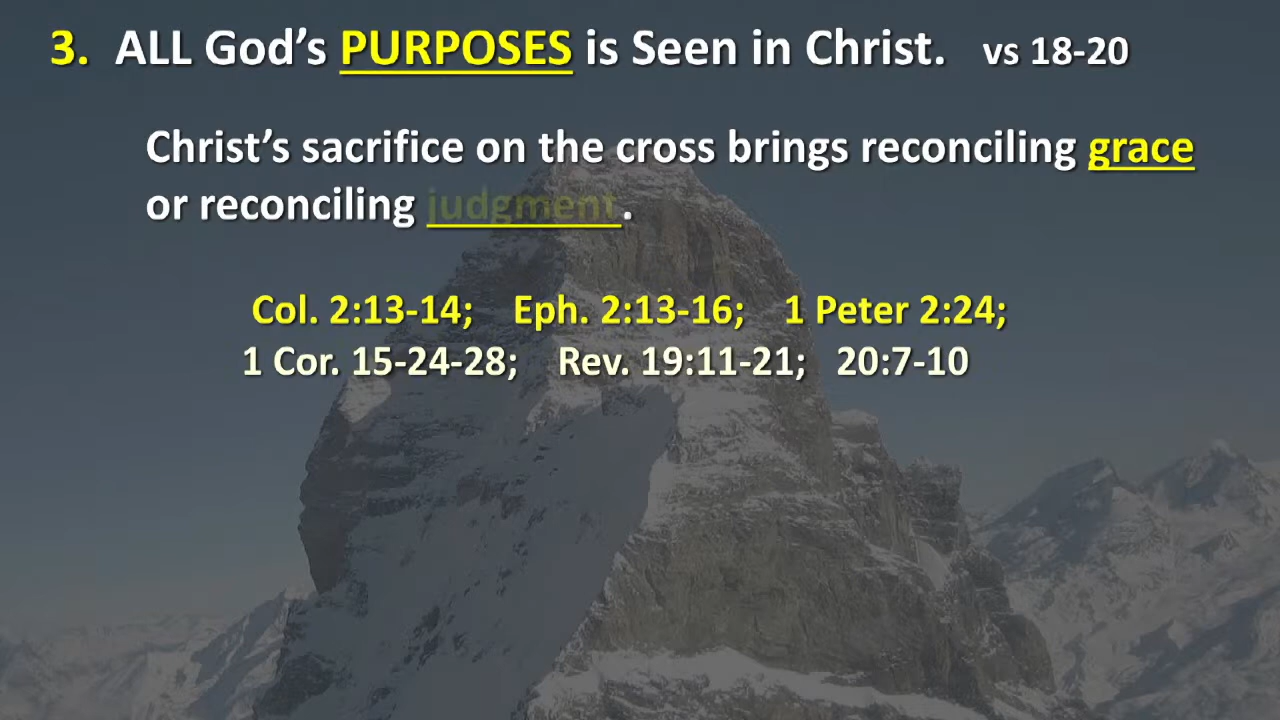 3. ALL God’s PURPOSES is Seen in Christ. vs 18-20
Christ’s sacrifice on the cross brings reconciling grace
or reconciling judgment.
Col. 2:13-14; Eph. 2:13-16; 1 Peter 2:24;
1 Cor. 15-24-28; Rev. 19:11-21; 20:7-10